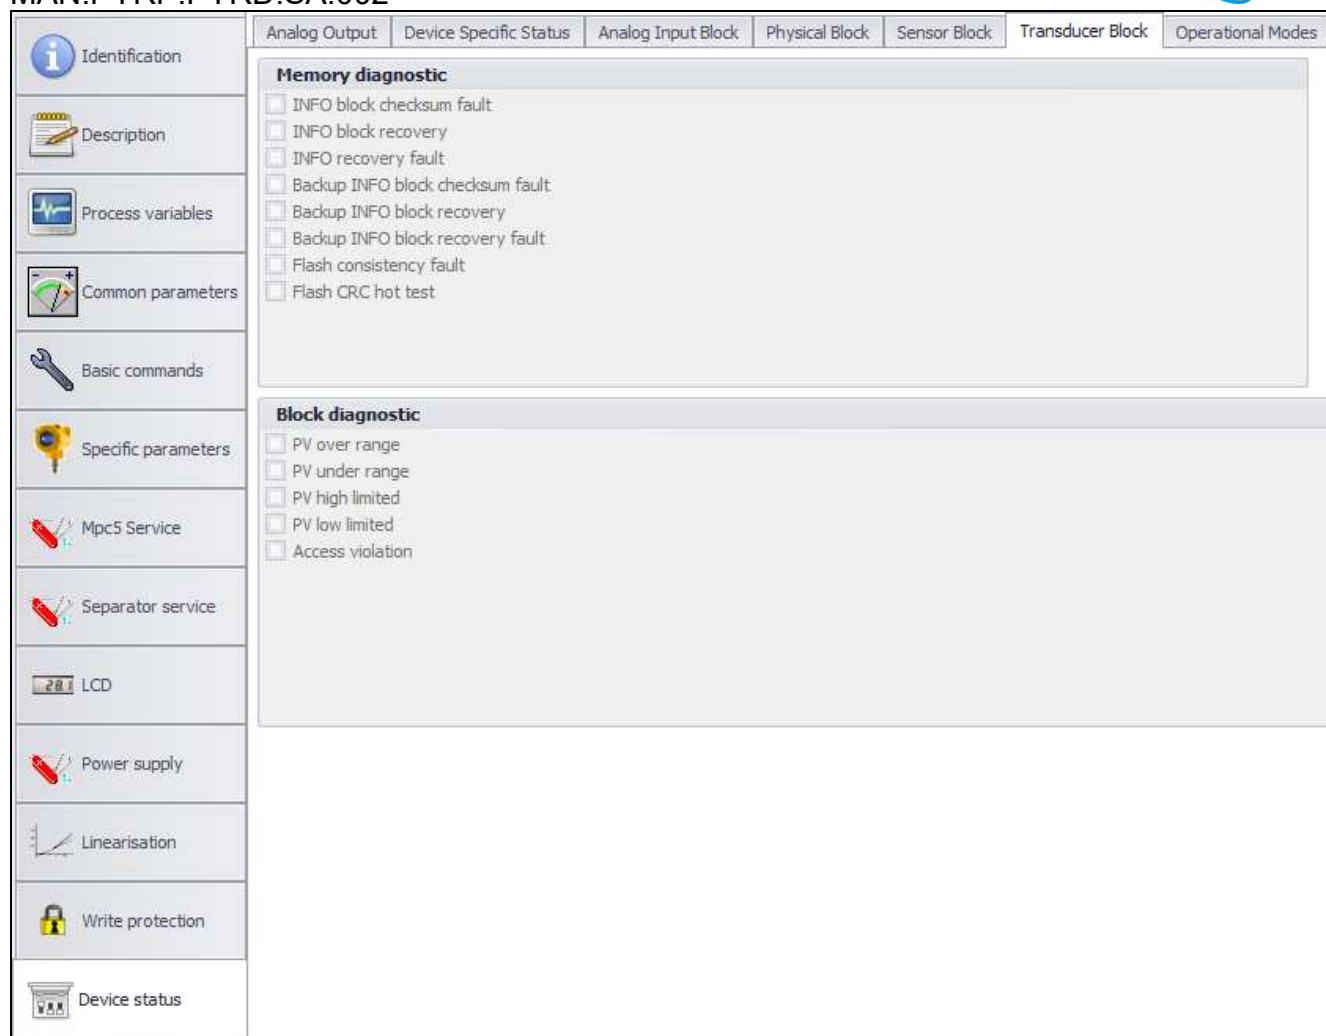 Analog Output Device Specific Status Analog Input Block Physical Block Sensor Block Transducer Block Operational Modes
Identification
Description
Process variables
Common parameters
Basic commands
Specific parameters
Mpc5 Service
Separator service
28.1 LCD
Power supply
Linearisation
Write protection
Device status
Memory diagnostic
INFO block checksum fault
INFO block recovery
INFO recovery fault
Backup INFO block checksum fault
Backup INFO block recovery
Backup INFO block recovery fault
Flash consistency fault
Flash CRC hot test
Block diagnostic
PV over range
PV under range
PV high limited
PV low limited
Access violation